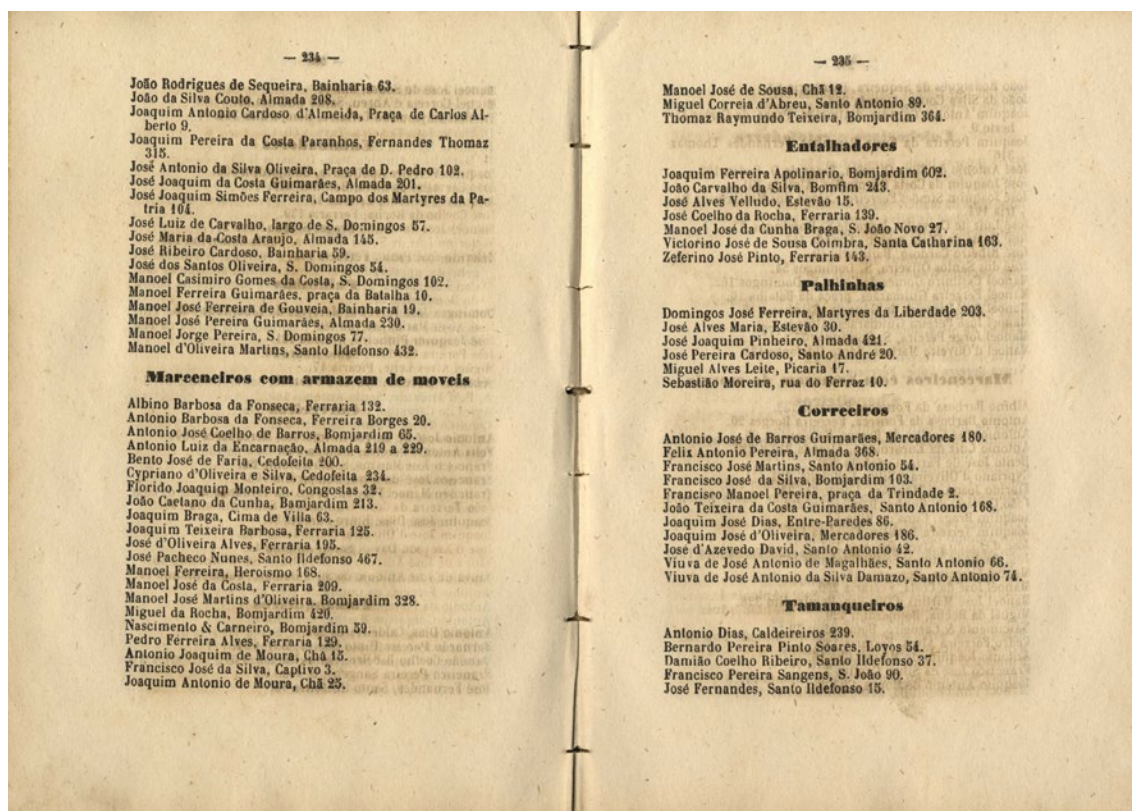 — 234 —
João Rodrigues de Sequeira, Bainharia 63.
João da Silva Couto, Almada 208.
Joaquim Antonio Cardoso d'Almeida, Praça de Carlos Al-
berto 9.
Joaquim Pereira da Costa Paranhos, Fernandes Thomaz
315.
José Antonio da Silva Oliveira, Praça de D. Pedro 102.
José Joaquim da Costa Guimarães, Almada 201.
José Joaquim Simões Ferreira, Campo dos Martyres da Pa-
tria 104.
José Luiz de Carvalho, largo de S. Domingos 57.
José Maria da Costa Araujo, Almada 145.
José Ribeiro Cardoso, Bainharia 59.
José dos Santos Oliveira, S. Domingos 54.
Manoel Casimiro Gomes da Costa, S. Domingos 102.
Manoel Ferreira Guimarães, praça da Batalha 10.
Manoel José Ferreira de Gouveia, Bainharia 19.
Manoel José Pereira Guimarães, Almada 230.
Manoel Jorge Pereira, S. Domingos 77.
Manoel d'Oliveira Martins, Santo Ildefonso 432.
Marceneiros com armazem de moveis
Albino Barbosa da Fonseca, Ferraria 132.
Antonio Barbosa da Fonseca, Ferreira Borges 20.
Antonio José Coelho de Barros, Bomjardim 65.
Antonio Luiz da Encarnação, Almada 219 a 229.
Bento José de Faria, Cedofeita 200.
Cypriano d'Oliveira e Silva, Cedofeita 234.
Florido Joaquim Monteiro, Congostas 32.
João Caetano da Cunha, Bamjardim 213.
Joaquim Braga, Cima de Villa 63.
Joaquim Teixeira Barbosa, Ferraria 125.
José d'Oliveira Alves, Ferraria 195.
José Pacheco Nunes, Santo Ildefonso 467.
Manoel Ferreira, Heroismo 168.
Manoel José da Costa, Ferraria 209.
Manoel José Martins d'Oliveira, Bomjardim 328.
Miguel da Rocha, Bomjardim 420.
Nascimento & Carneiro, Bomjardim 59.
Pedro Ferreira Alves, Ferraria 129.
Antonio Joaquim de Moura, Chã 15.
Francisco José da Silva, Captivo 3.
Joaquim Antonio de Moura, Chã 25.
— 235 —
Manoel José de Sousa, Chã 12.
Miguel Correia d'Abreu, Santo Antonio 89.
Thomaz Raymundo Teixeira, Bomjardim 364.
Entalhadores
Joaquim Ferreira Apolinario, Bomjardim 602.
João Carvalho da Silva, Bomfim 243.
José Alves Velludo, Estevão 15.
José Coelho da Rocha, Ferraria 139.
Manoel José da Cunha Braga, S. João Novo 27.
Victorino José de Sousa Coimbra, Santa Catharina 163.
Zeferino José Pinto, Ferraria 143.
Palhinhas
Domingos José Ferreira, Martyres da Liberdade 203.
José Alves Maria, Estevão 30.
José Joaquim Pinheiro, Almada 421.
José Pereira Cardoso, Santo André 20.
Miguel Alves Leite, Picaria 17.
Sebastião Moreira, rua do Ferraz 10.
Correeiros
Antonio José de Barros Guimarães, Mercadores 180.
Felix Antonio Pereira, Almada 368.
Francisco José Martins, Santo Antonio 54.
Francisco José da Silva, Bomjardim 103.
Francisco Manoel Pereira, praça da Trindade 2.
João Teixeira da Costa Guimarães, Santo Antonio 168.
Joaquim José Dias, Entre-Paredes 86.
Joaquim José d'Oliveira, Mercadores 186.
José d'Azevedo David, Santo Antonio 42.
Viuva de José Antonio de Magalhães, Santo Antonio 66.
Viuva de José Antonio da Silva Damazo, Santo Antonio 74.
Tamanqueiros
Antonio Dias, Caldeireiros 239.
Bernardo Pereira Pinto Soares, Loyos 54.
Damião Coelho Ribeiro, Santo Ildefonso 37.
Francisco Pereira Sangens, S. João 90.
José Fernandes, Santo Ildefonso 15.